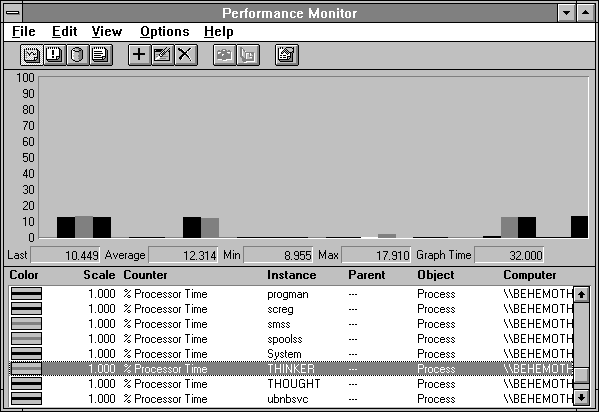 Performance Monitor
File Edit View Options Help
100
90
80
70
60
50
40
30
20
10
0
Last 10.449 Average 12.314 Min 8.955 Max 17.910 Graph Time 32.000
Color Scale Counter Instance Parent Object Computer
1.000 % Processor Time progman --- Process \\BEHEMOTH
1.000 % Processor Time screg --- Process \\BEHEMOTH
1.000 % Processor Time smss --- Process \\BEHEMOTH
1.000 % Processor Time spoolss --- Process \\BEHEMOTH
1.000 % Processor Time System --- Process \\BEHEMOTH
1.000 % Processor Time THINKER --- Process \\BEHEMOTH
1.000 % Processor Time THOUGHT --- Process \\BEHEMOTH
1.000 % Processor Time ubnbsvc --- Process \\BEHEMOTH